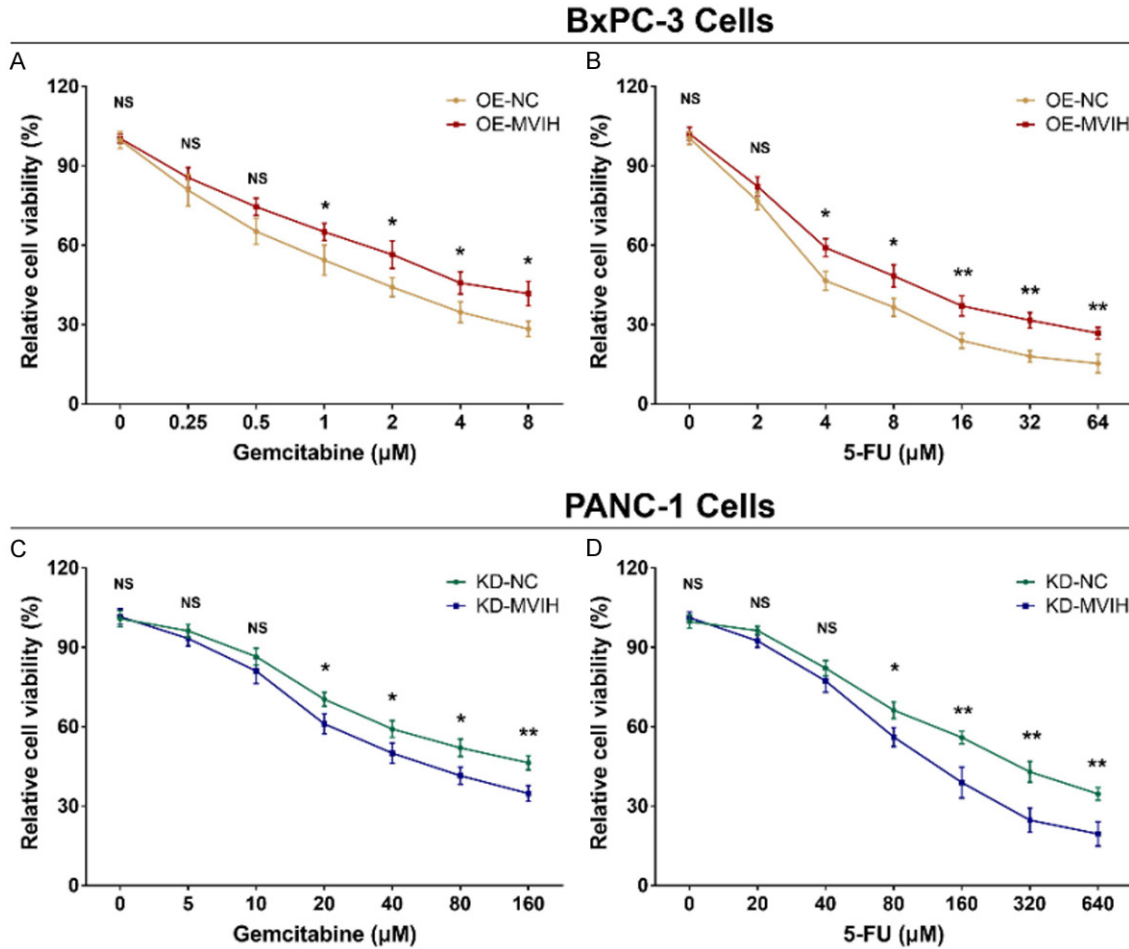 BxPC-3 Cells
A
Relative cell viability (%)
120
90
60
30
0
NS
NS
NS
*
*
*
*
OE-NC
OE-MVIH
0 0.25 0.5 1 2 4 8
Gemcitabine (µM)
B
Relative cell viability (%)
120
90
60
30
0
NS
NS
*
*
**
**
**
OE-NC
OE-MVIH
0 2 4 8 16 32 64
5-FU (µM)
PANC-1 Cells
C
Relative cell viability (%)
120
90
60
30
0
NS
NS
NS
*
*
*
**
KD-NC
KD-MVIH
0 5 10 20 40 80 160
Gemcitabine (µM)
D
Relative cell viability (%)
120
90
60
30
0
NS
NS
NS
*
**
**
**
KD-NC
KD-MVIH
0 20 40 80 160 320 640
5-FU (µM)